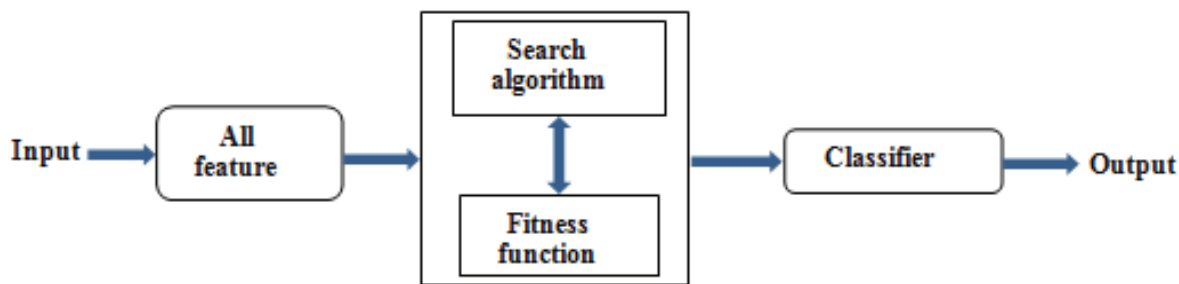 Input
All
feature
Search
algorithm
Fitness
function
Classifier
Output